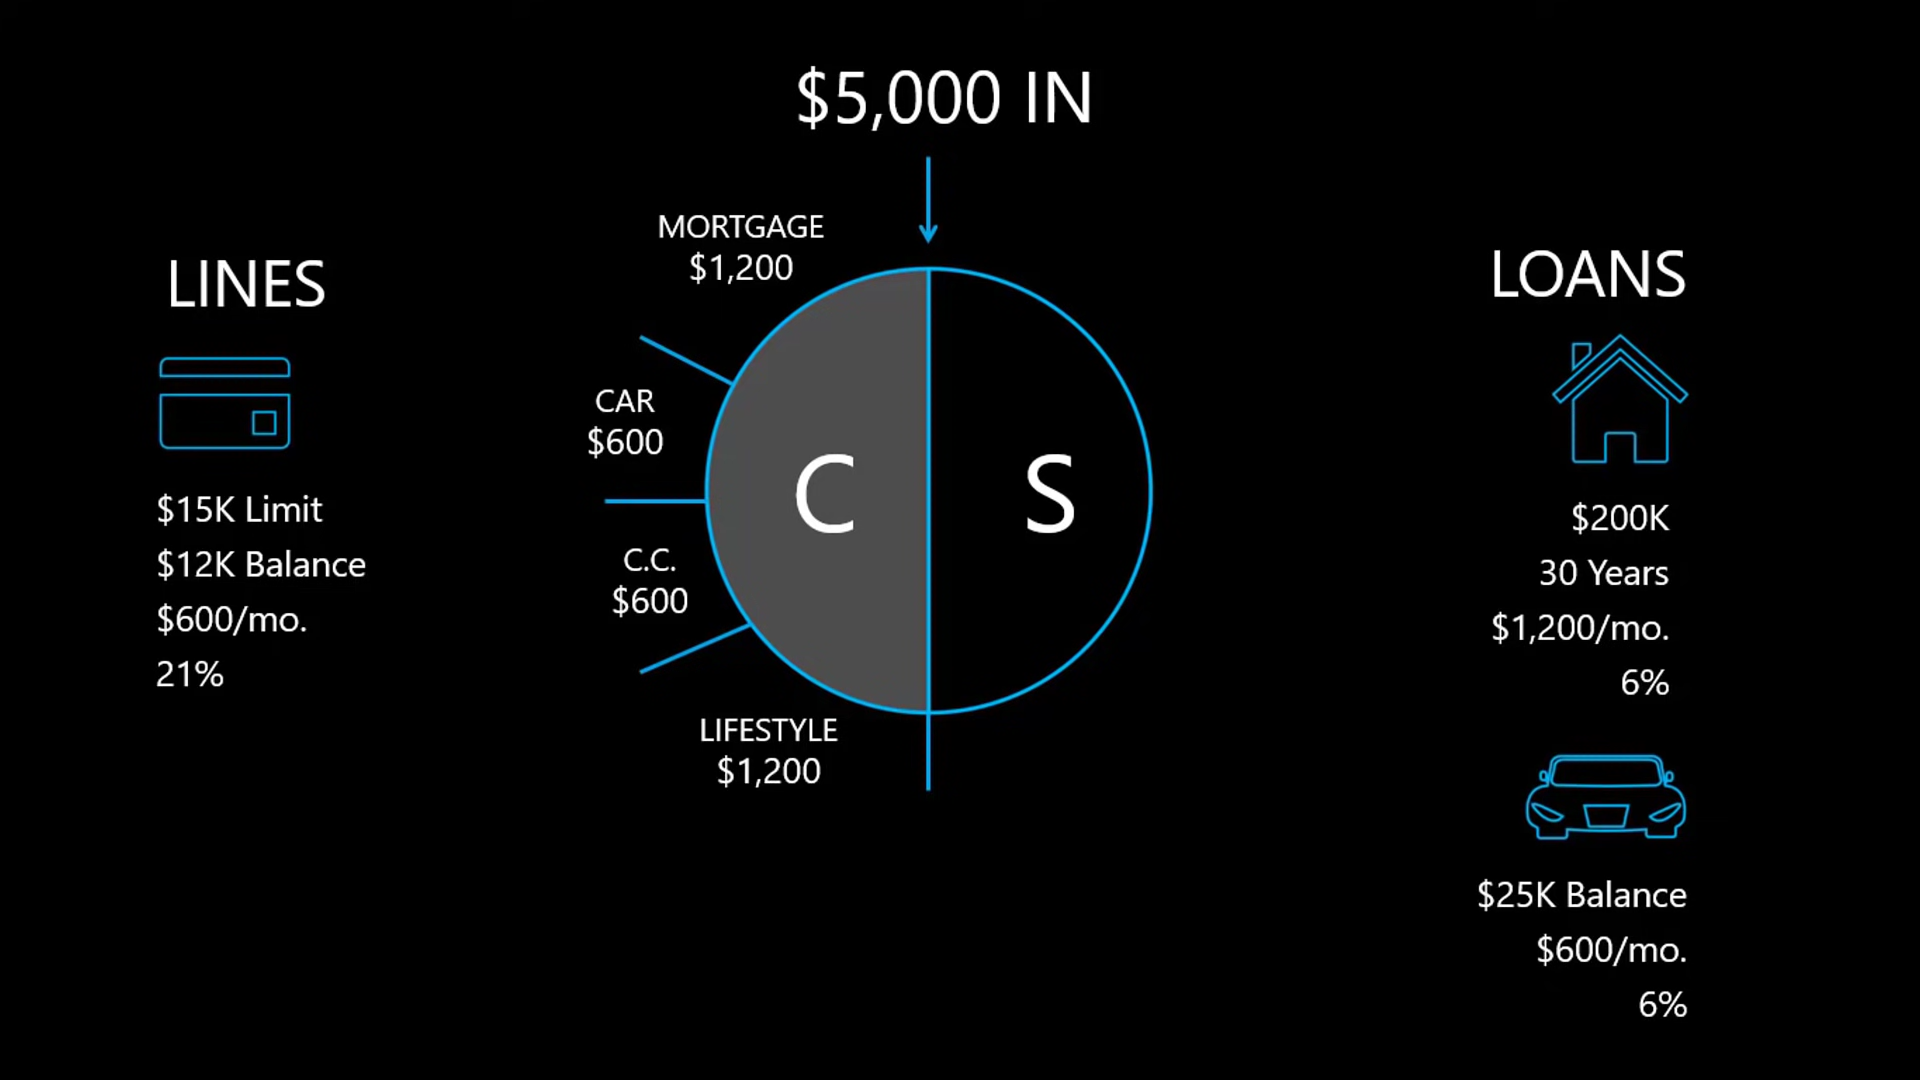 $5,000 IN
LINES
$15K Limit
$12K Balance
$600/mo.
21%
MORTGAGE
$1,200
CAR
$600
C.C.
$600
LIFESTYLE
$1,200
C
S
LOANS
$200K
30 Years
$1,200/mo.
6%
$25K Balance
$600/mo.
6%